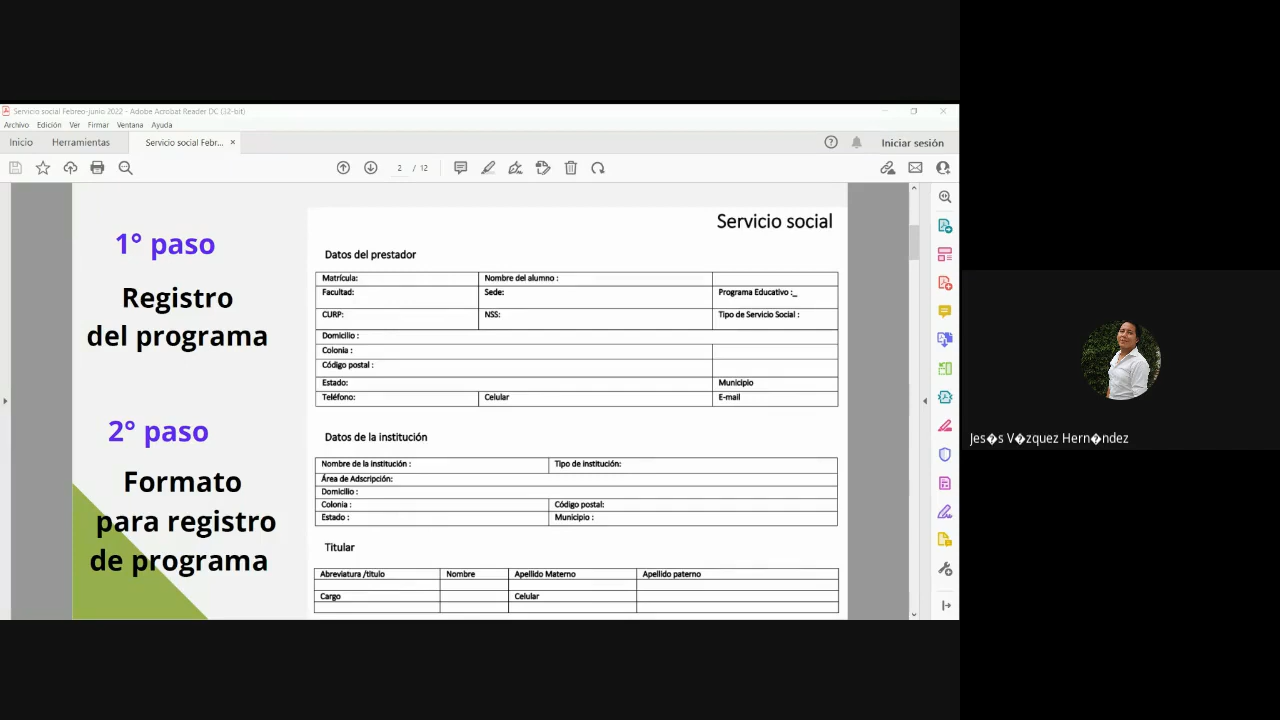 Servicio social Febreo-junio 2022 - Adobe Acrobat Reader DC (32-bit)
Archivo Edición Ver Firmar Ventana Ayuda
Inicio Herramientas Servicio social Febr... × Iniciar sesión
2 / 12
1° paso
Registro
del programa
2° paso
Formato
para registro
de programa
Servicio social
Datos del prestador
Matrícula: Nombre del alumno :
Facultad: Sede: Programa Educativo :_
CURP: NSS: Tipo de Servicio Social :
Domicilio :
Colonia :
Código postal :
Estado: Municipio
Teléfono: Celular E-mail
Datos de la institución
Nombre de la institución : Tipo de institución:
Área de Adscripción:
Domicilio :
Colonia : Código postal:
Estado : Municipio :
Titular
Abreviatura /titulo Nombre Apellido Materno Apellido paterno
Cargo Celular
Jes�s V�zquez Hern�ndez